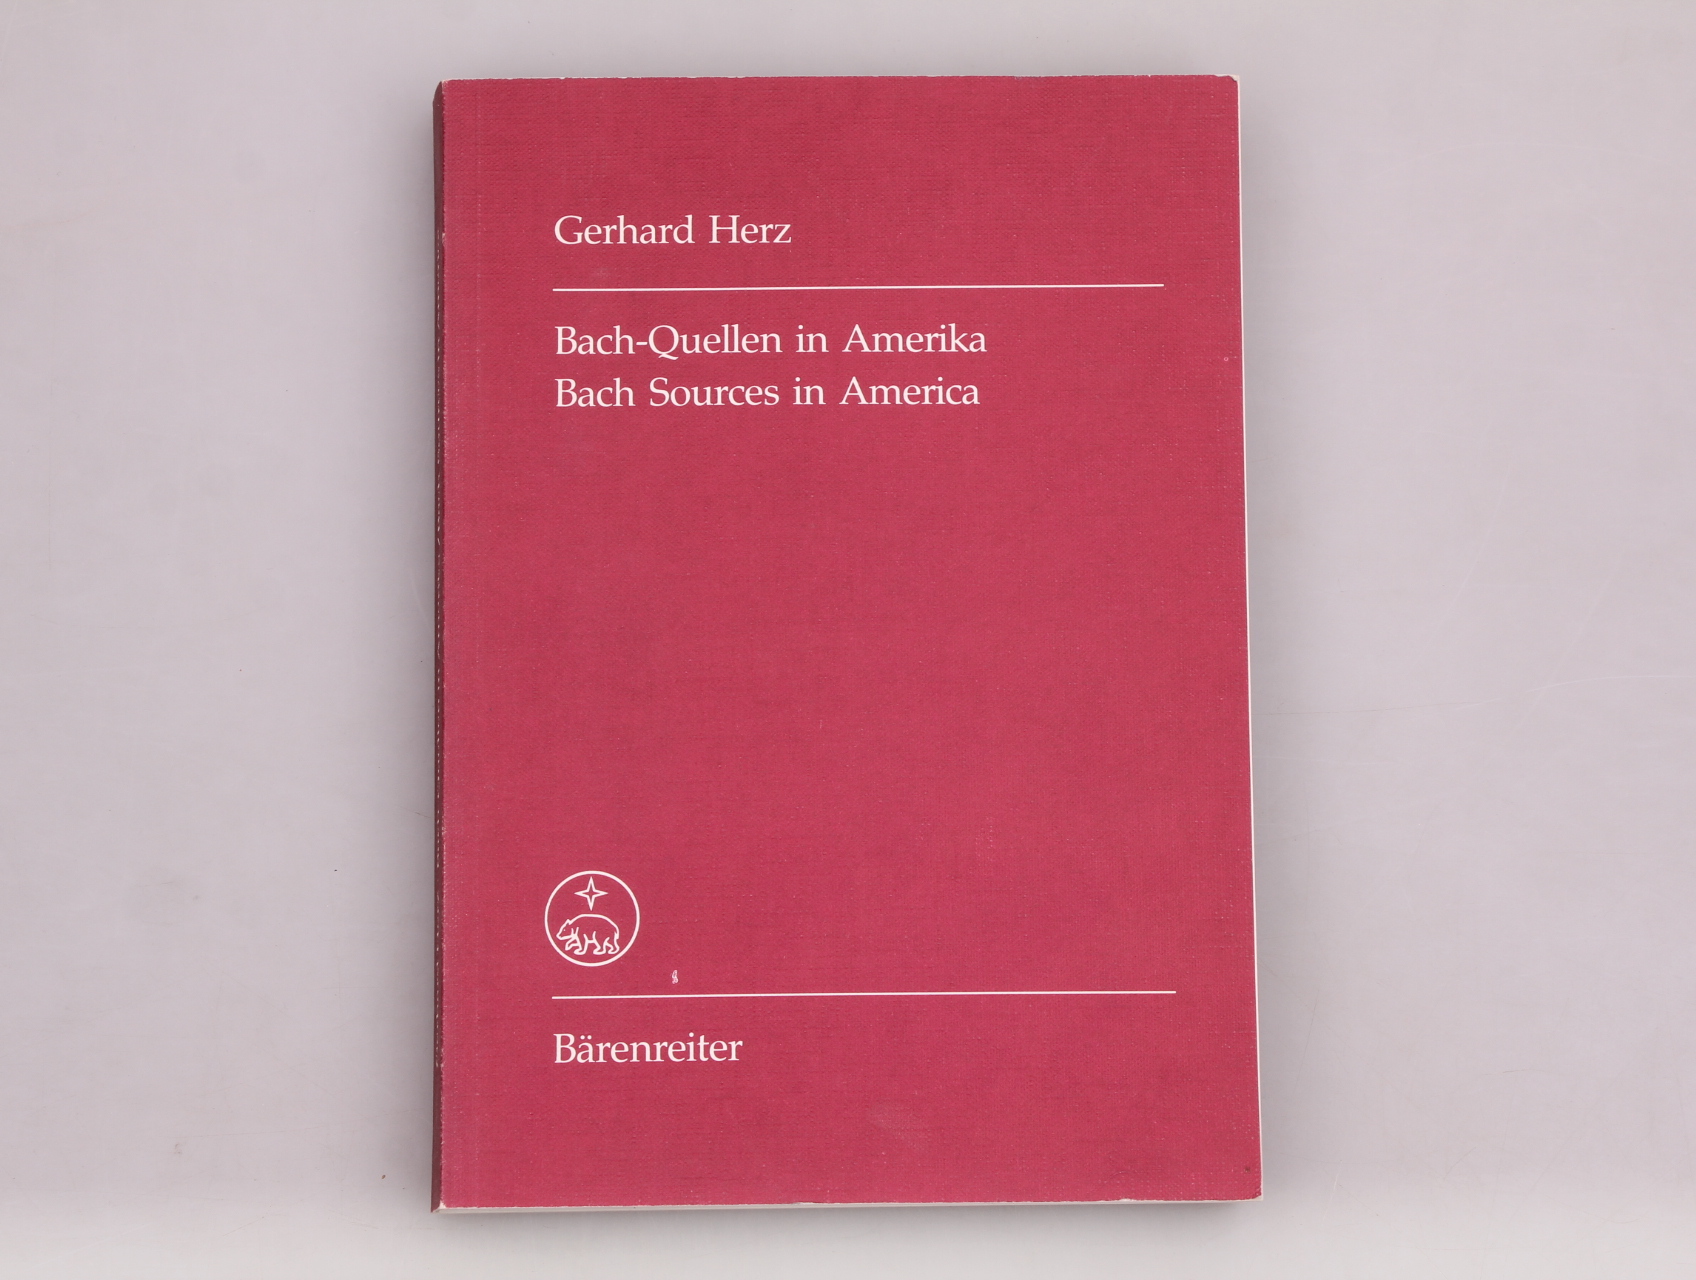 Gerhard Herz
Bach-Quellen in Amerika
Bach Sources in America
Bärenreiter